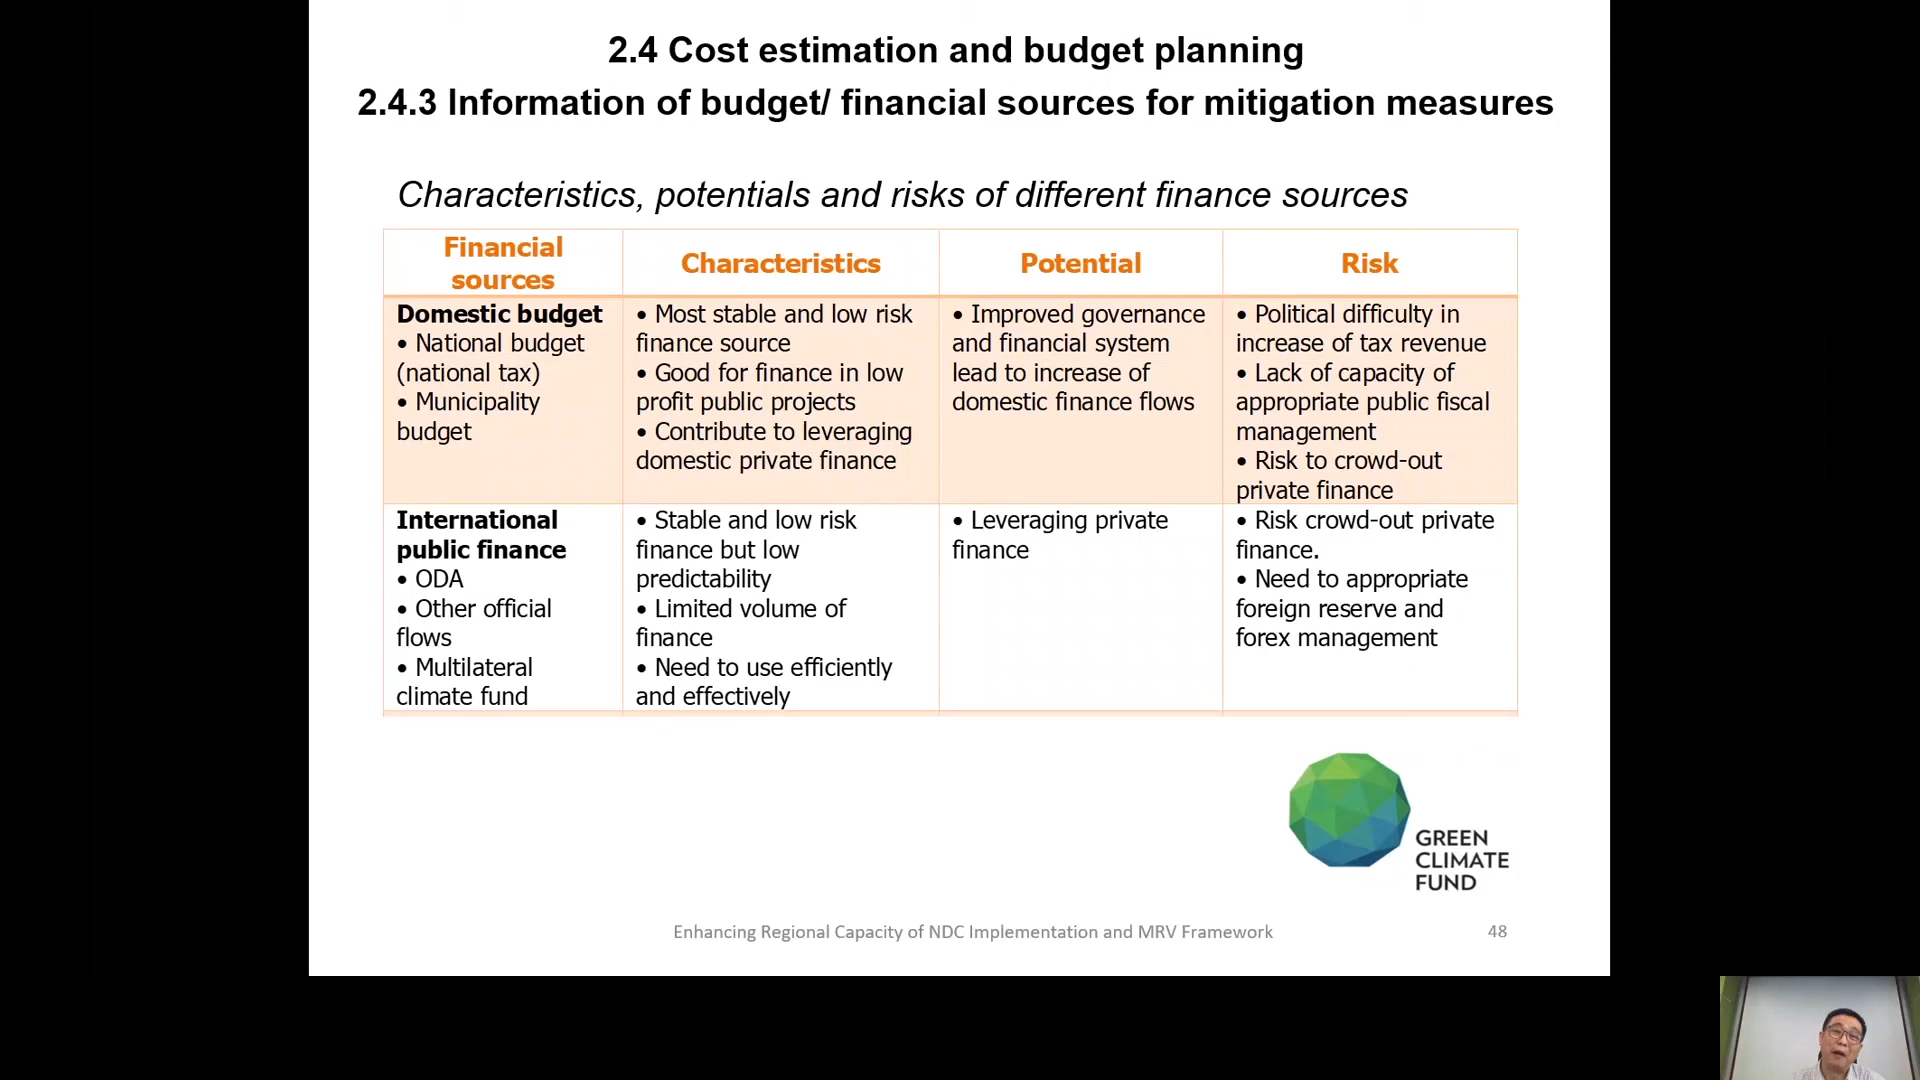 2.4 Cost estimation and budget planning
2.4.3 Information of budget/ financial sources for mitigation measures
Characteristics, potentials and risks of different finance sources
Financial
sources
Characteristics
Potential
Risk
Domestic budget
• National budget
(national tax)
• Municipality
budget
• Most stable and low risk
finance source
• Good for finance in low
profit public projects
• Contribute to leveraging
domestic private finance
• Improved governance
and financial system
lead to increase of
domestic finance flows
• Political difficulty in
increase of tax revenue
• Lack of capacity of
appropriate public fiscal
management
• Risk to crowd-out
private finance
International
public finance
• ODA
• Other official
flows
• Multilateral
climate fund
• Stable and low risk
finance but low
predictability
• Limited volume of
finance
• Need to use efficiently
and effectively
• Leveraging private
finance
• Risk crowd-out private
finance.
• Need to appropriate
foreign reserve and
forex management
GREEN
CLIMATE
FUND
Enhancing Regional Capacity of NDC Implementation and MRV Framework
48